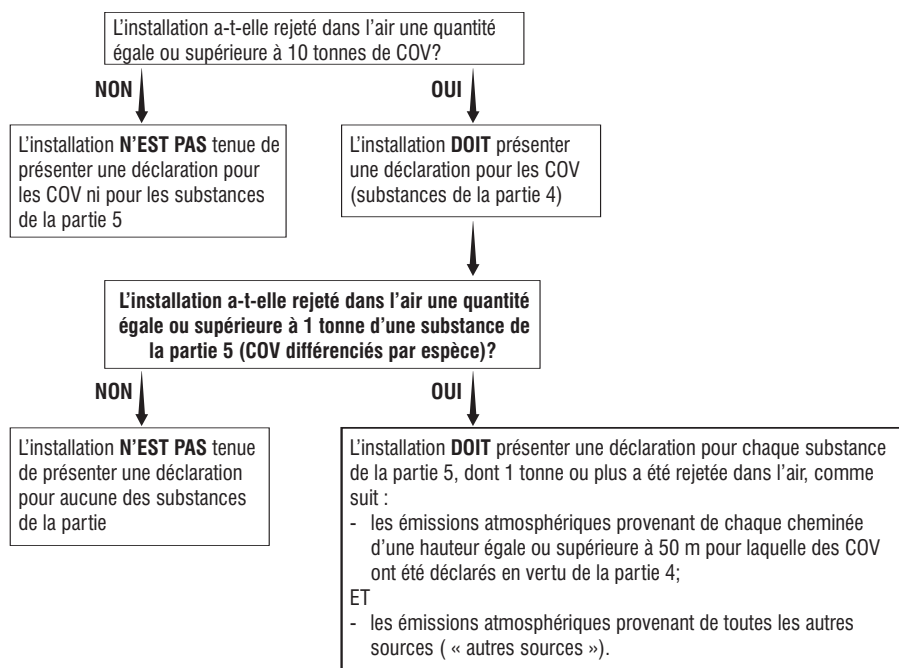 L'installation a-t-elle rejeté dans l'air une quantité
égale ou supérieure à 10 tonnes de COV?
NON
OUI
L'installation N'EST PAS tenue de
présenter une déclaration pour
les COV ni pour les substances
de la partie 5
L'installation DOIT présenter
une déclaration pour les COV
(substances de la partie 4)
L'installation a-t-elle rejeté dans l'air une quantité
égale ou supérieure à 1 tonne d'une substance de
la partie 5 (COV différenciés par espèce)?
NON
OUI
L'installation N'EST PAS tenue
de présenter une déclaration
pour aucune des substances
de la partie
L'installation DOIT présenter une déclaration pour chaque substance
de la partie 5, dont 1 tonne ou plus a été rejetée dans l'air, comme
suit :
- les émissions atmosphériques provenant de chaque cheminée
d'une hauteur égale ou supérieure à 50 m pour laquelle des COV
ont été déclarés en vertu de la partie 4;
ET
- les émissions atmosphériques provenant de toutes les autres
sources ( « autres sources »).